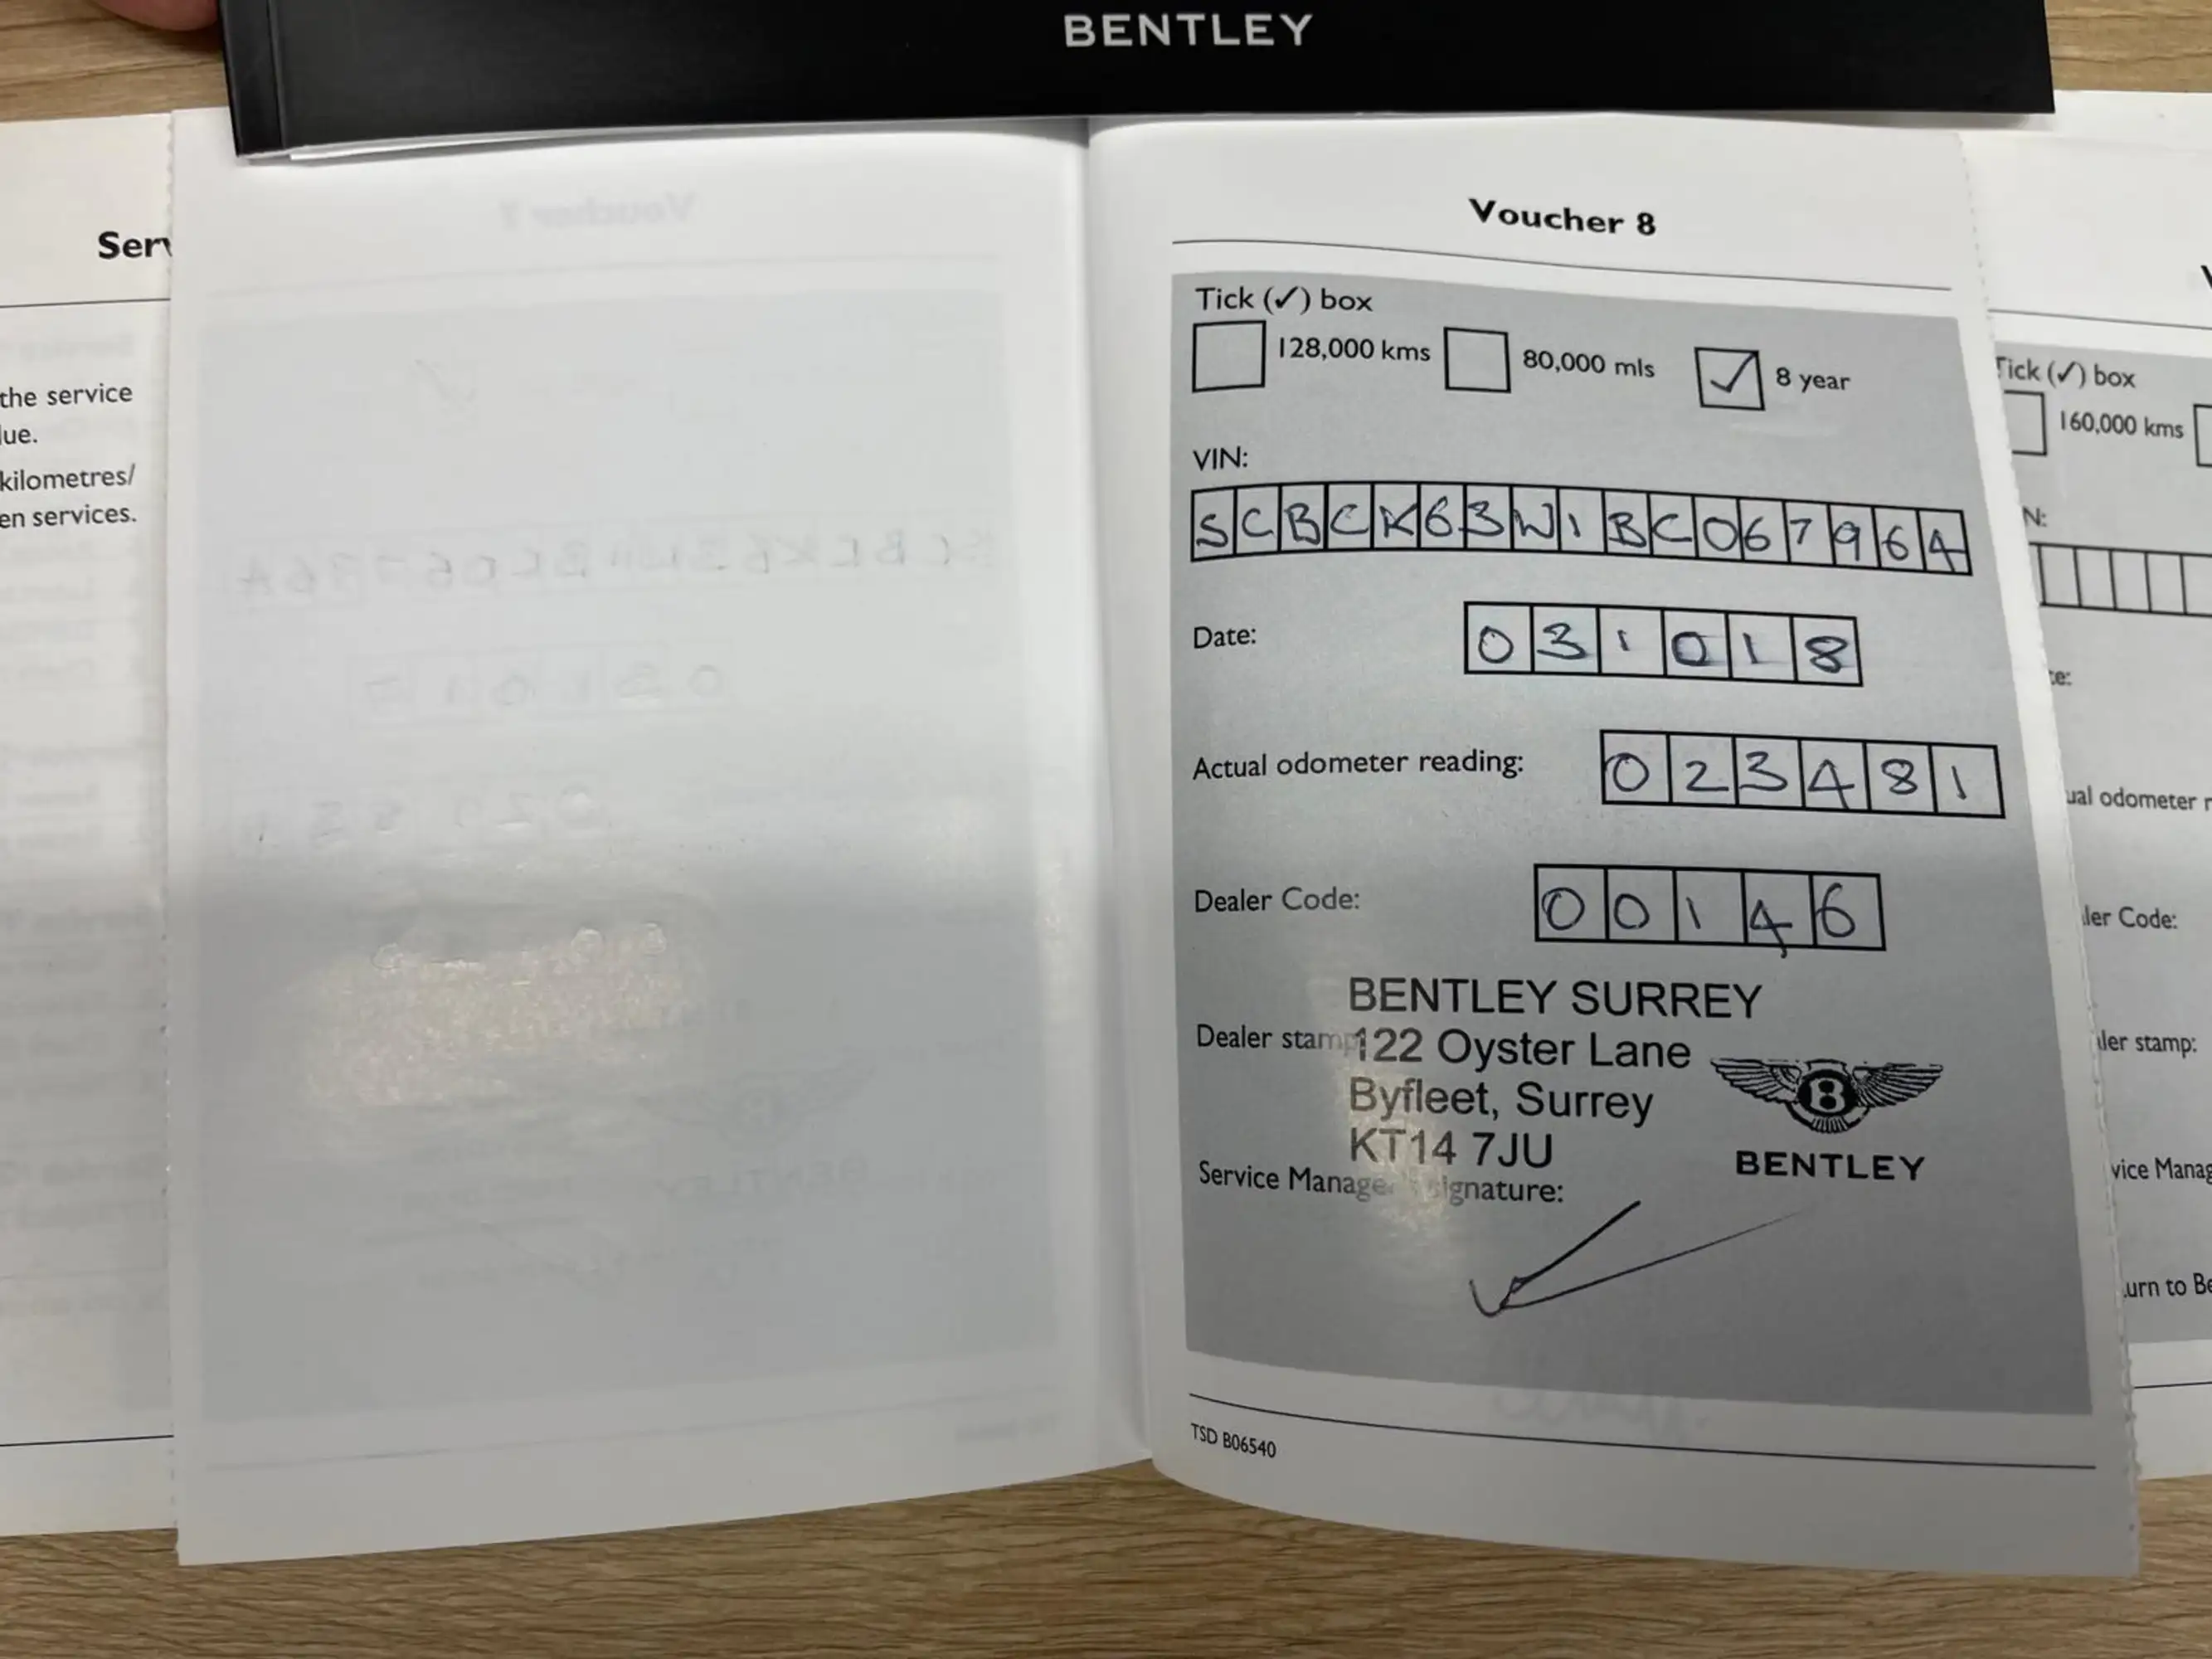 BENTLEY
Serv
the service
lue.
kilometres/
en services.
Voucher 7
Voucher 8
Tick (✓) box
128,000 kms
80,000 mls
✓ 8 year
VIN:
SCBCK63W1BC067964
Date:
031018
Actual odometer reading:
023481
Dealer Code:
00146
BENTLEY SURREY
Dealer stamp
122 Oyster Lane
Byfleet, Surrey
KT14 7JU
BENTLEY
Service Manager's signature:
TSD B06540
Tick (✓) box
160,000 kms
N:
te:
ual odometer r
ler Code:
ler stamp:
vice Manag
urn to Be